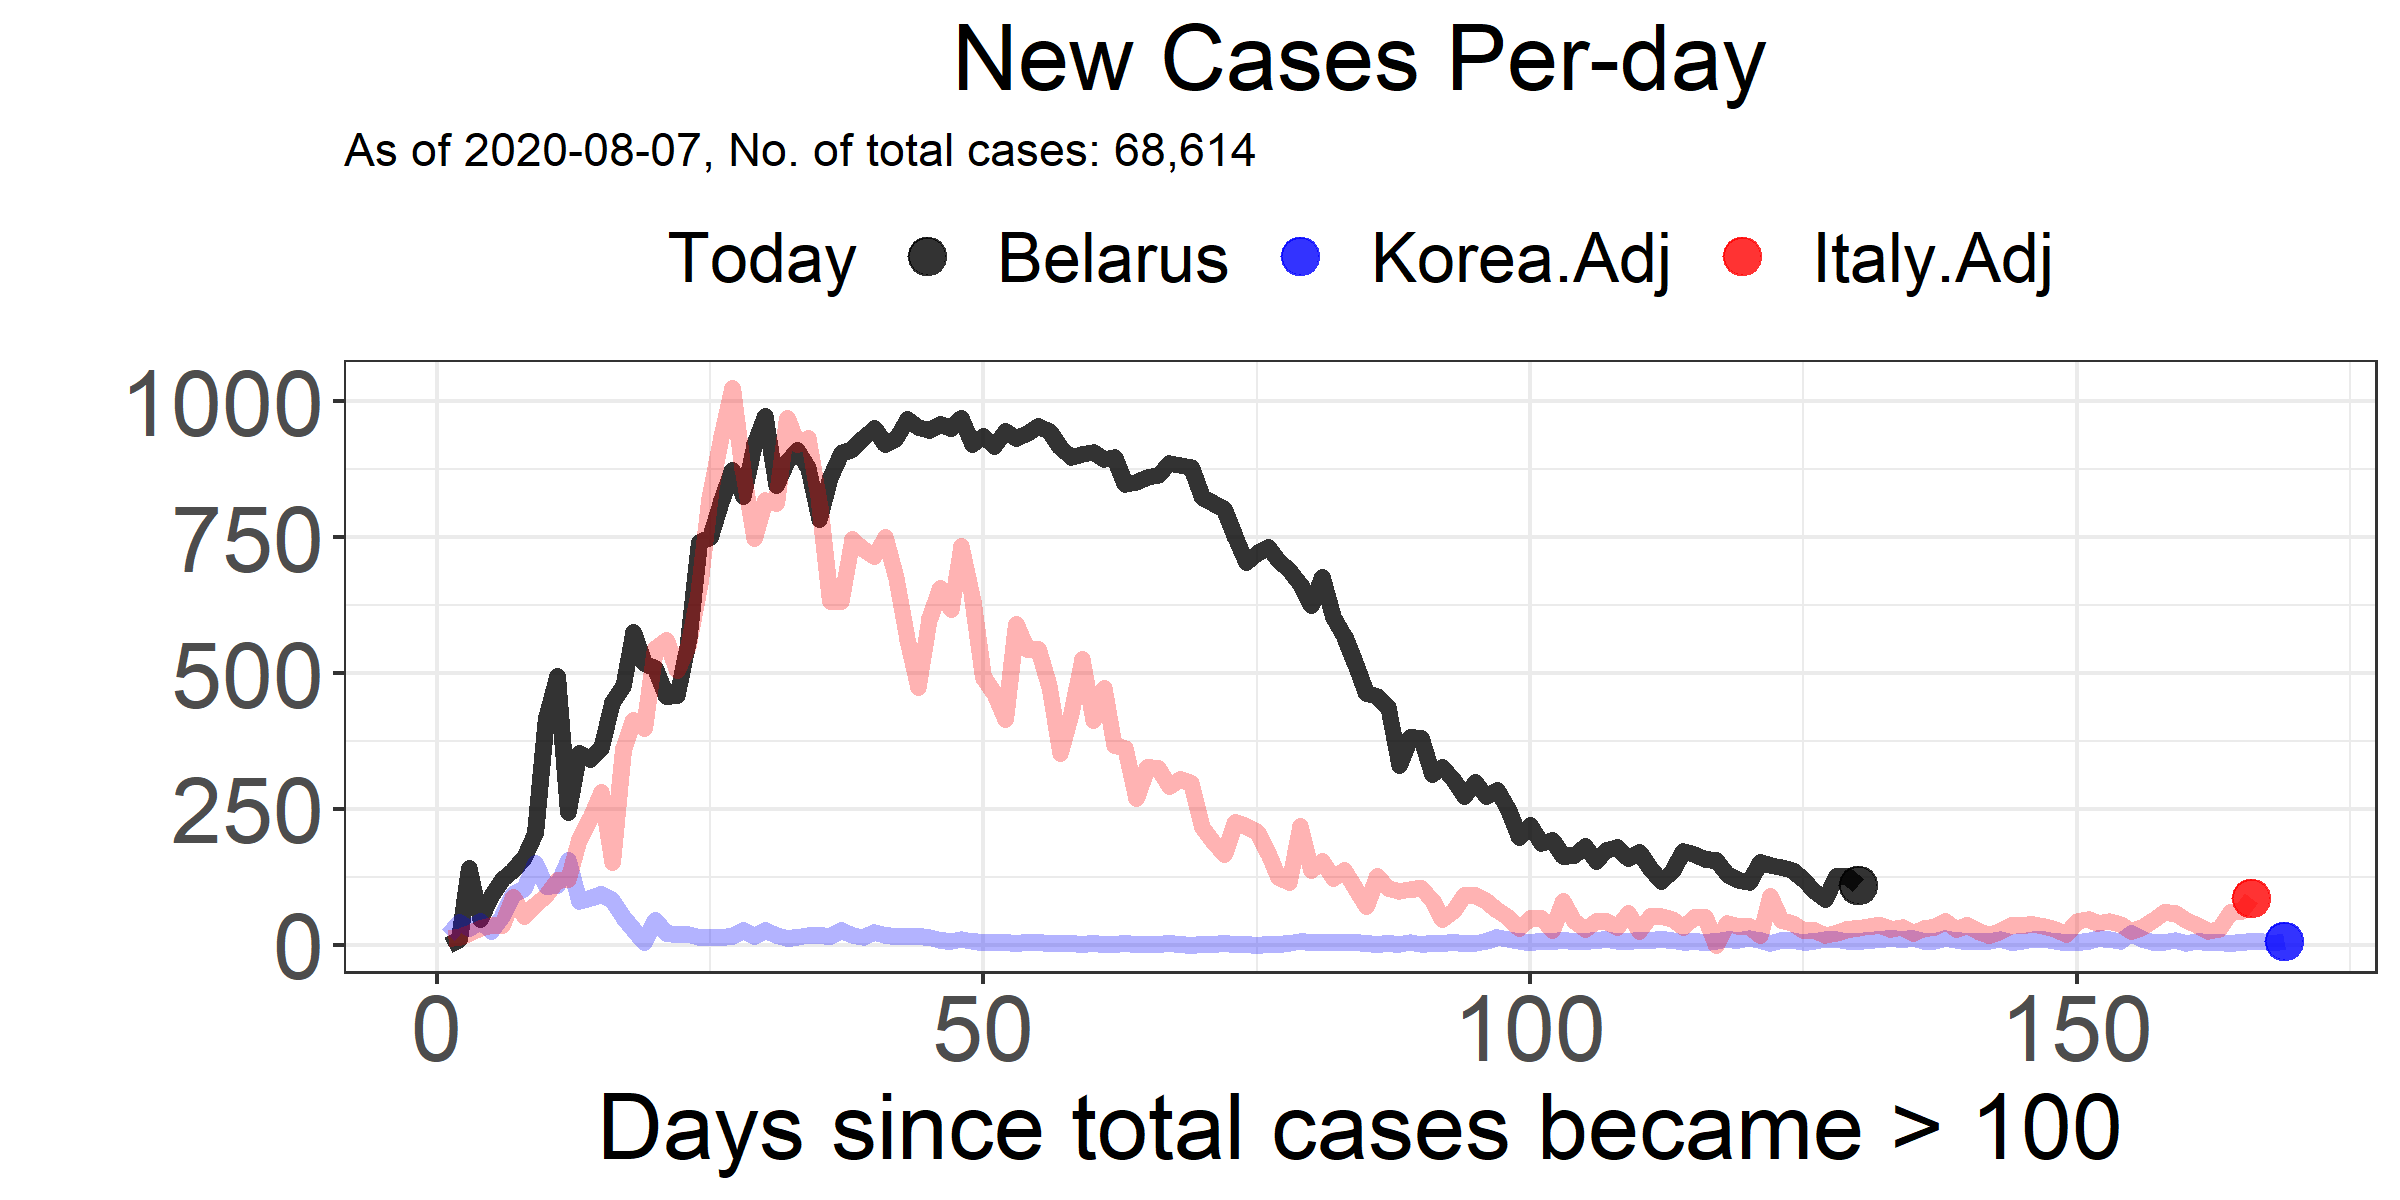 New Cases Per-day
As of 2020-08-07, No. of total cases: 68,614
Today Belarus Korea.Adj Italy.Adj
1000
750
500
250
0
0 50 100 150
Days since total cases became > 100